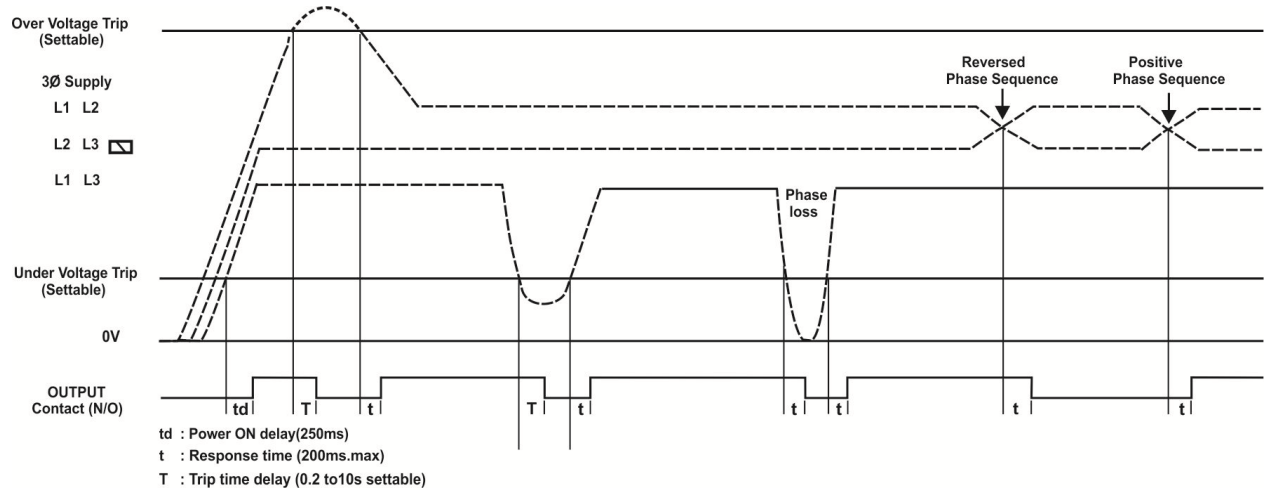 Over Voltage Trip
(Settable)
3Ø Supply
L1 L2
L2 L3
L1 L3
Reversed
Phase Sequence
Positive
Phase Sequence
Phase
loss
Under Voltage Trip
(Settable)
0V
OUTPUT
Contact (N/O)
td T t T t t t t t
td : Power ON delay(250ms)
t : Response time (200ms.max)
T : Trip time delay (0.2 to10s settable)